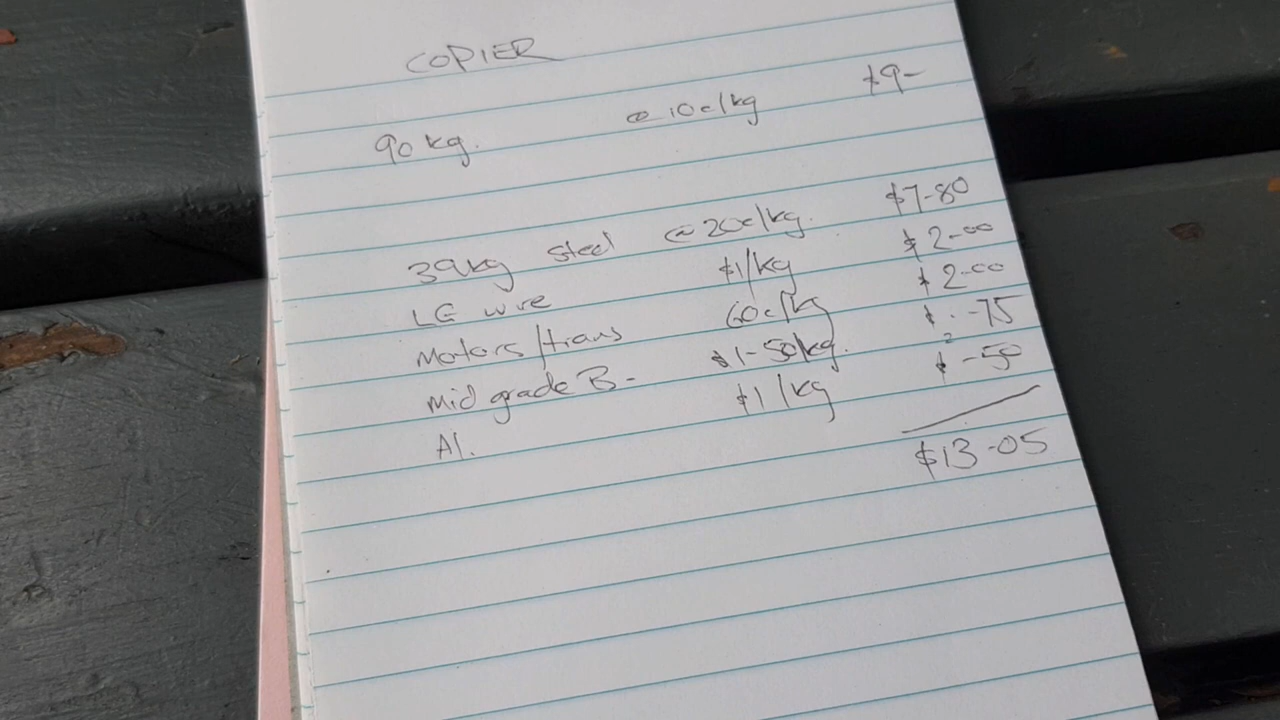 COPIER
90 kg. @ 10c/kg $9-
39kg steel @ 20c/kg. $7-80
LG wire $1/kg $2-00
Motors/trans 60c/kg $2-00
Mid grade B- $1-50/kg. $.-75
Al. $1/kg $-50
$13-05